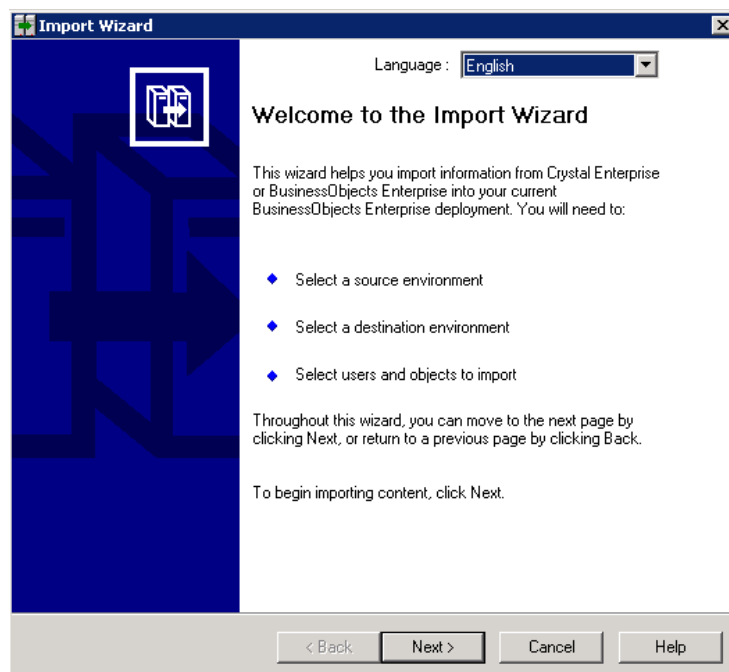 Import Wizard
Language : English
Welcome to the Import Wizard
This wizard helps you import information from Crystal Enterprise
or BusinessObjects Enterprise into your current
BusinessObjects Enterprise deployment. You will need to:
Select a source environment
Select a destination environment
Select users and objects to import
Throughout this wizard, you can move to the next page by
clicking Next, or return to a previous page by clicking Back.
To begin importing content, click Next.
< Back Next > Cancel Help